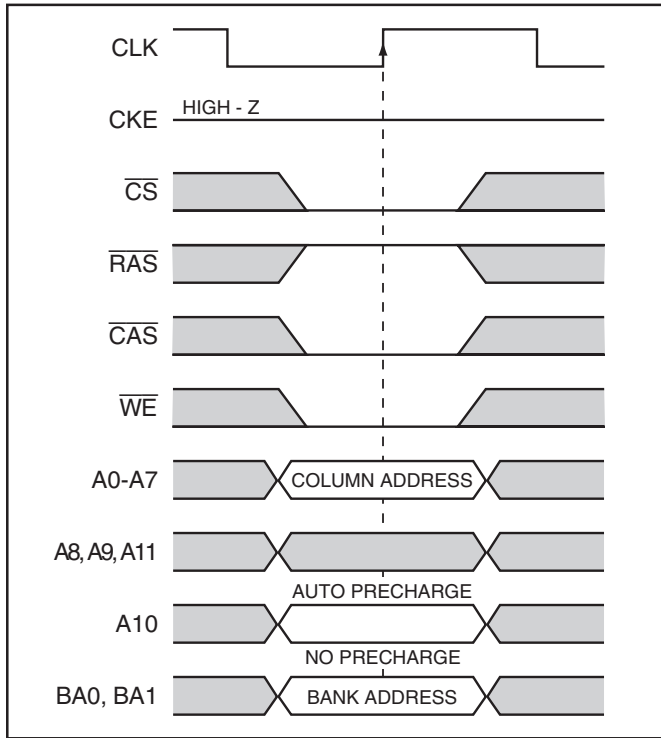 CLK
CKE HIGH - Z
CS
RAS
CAS
WE
A0-A7 COLUMN ADDRESS
A8, A9, A11
AUTO PRECHARGE
A10
NO PRECHARGE
BA0, BA1 BANK ADDRESS